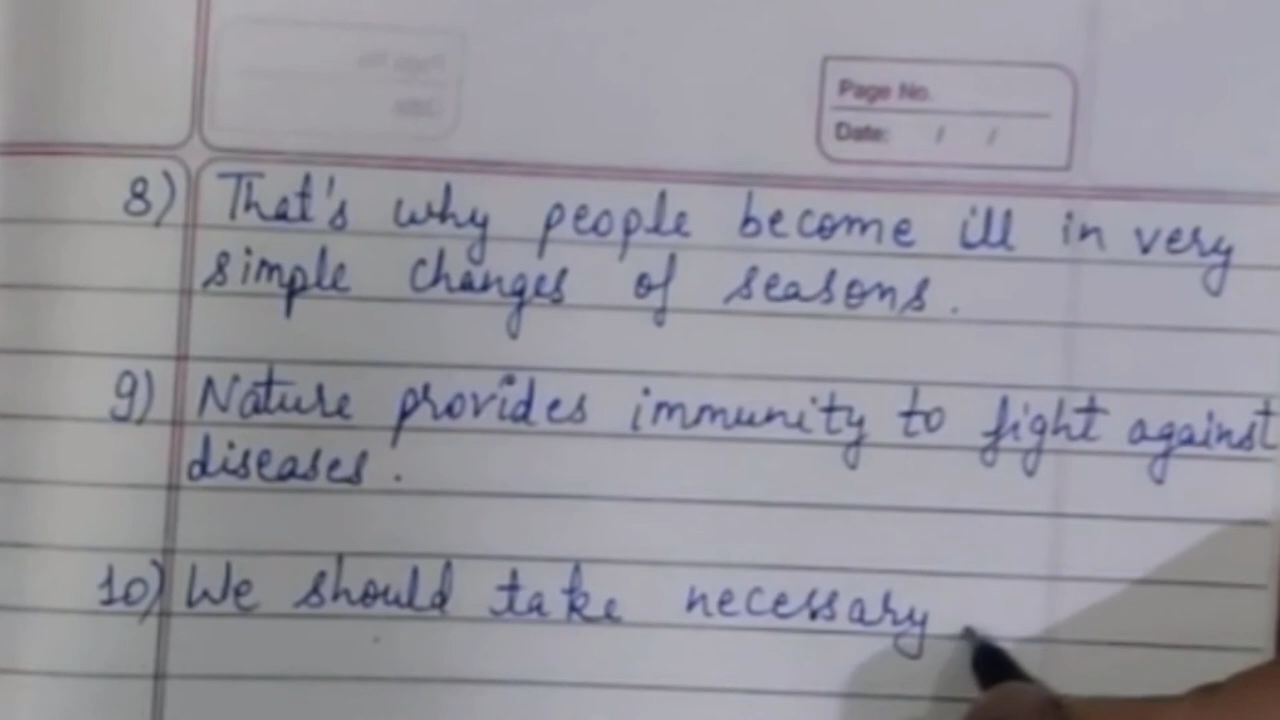 Page No.
Date: / /
8) That's why people become ill in very
simple changes of seasons.
9) Nature provides immunity to fight against
diseases.
10) We should take necessary